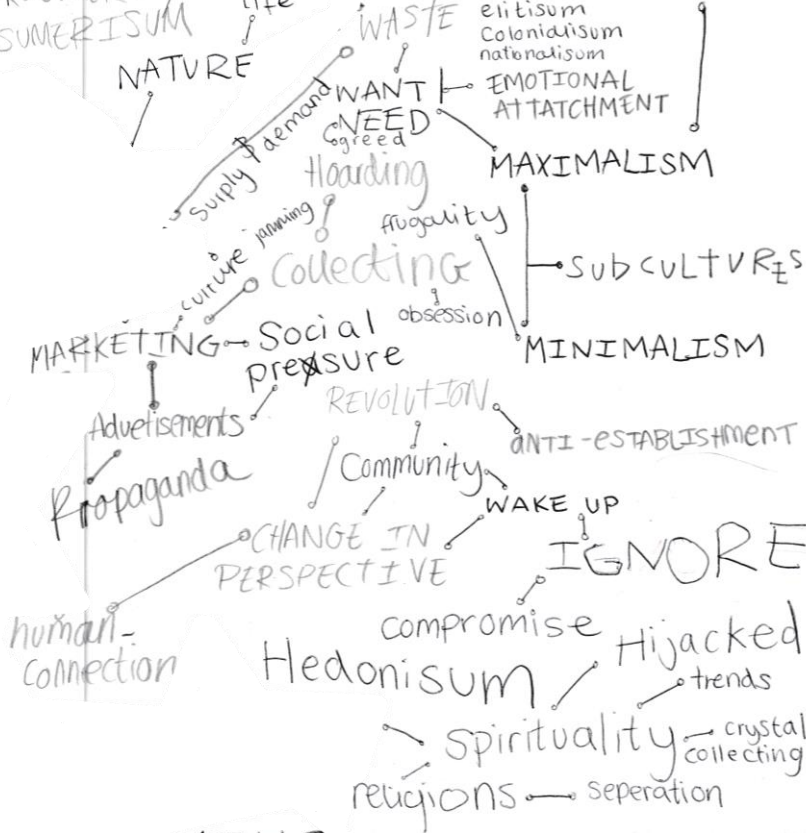 life
SUMERISUM
WASTE
elitisum
Colonialisum
nationalisum
NATURE
WANT
EMOTIONAL
ATTATCHMENT
NEED
greed
Surply & demand
MAXIMALISM
Hoarding
culture jamming
frugality
Collecting
SUbCULTURES
obsession
MARKETING
Social
pressure
MINIMALISM
REVOLUTION
Advetisements
ANTI-ESTABLISHMENT
Community
Propaganda
WAKE UP
CHANGE IN
PERSPECTIVE
IGNORE
human-
Connection
compromise
Hijacked
Hedonisum
trends
Spirituality
crystal
collecting
religions
seperation